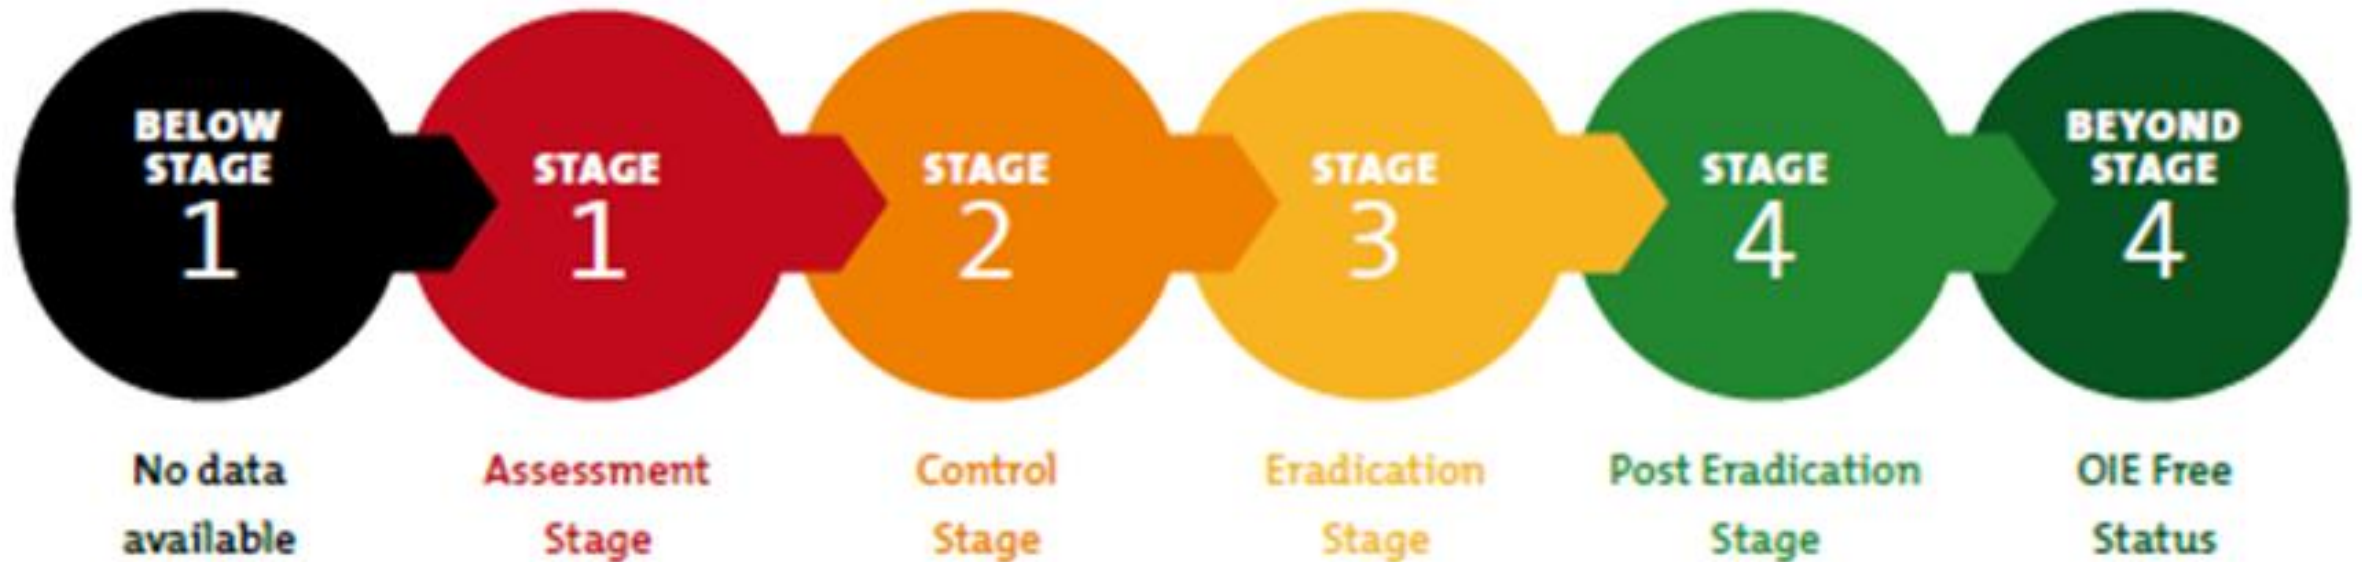 BELOW
STAGE
1
No data
available
STAGE
1
Assessment
Stage
STAGE
2
Control
Stage
STAGE
3
Eradication
Stage
STAGE
4
Post Eradication
Stage
BEYOND
STAGE
4
OIE Free
Status